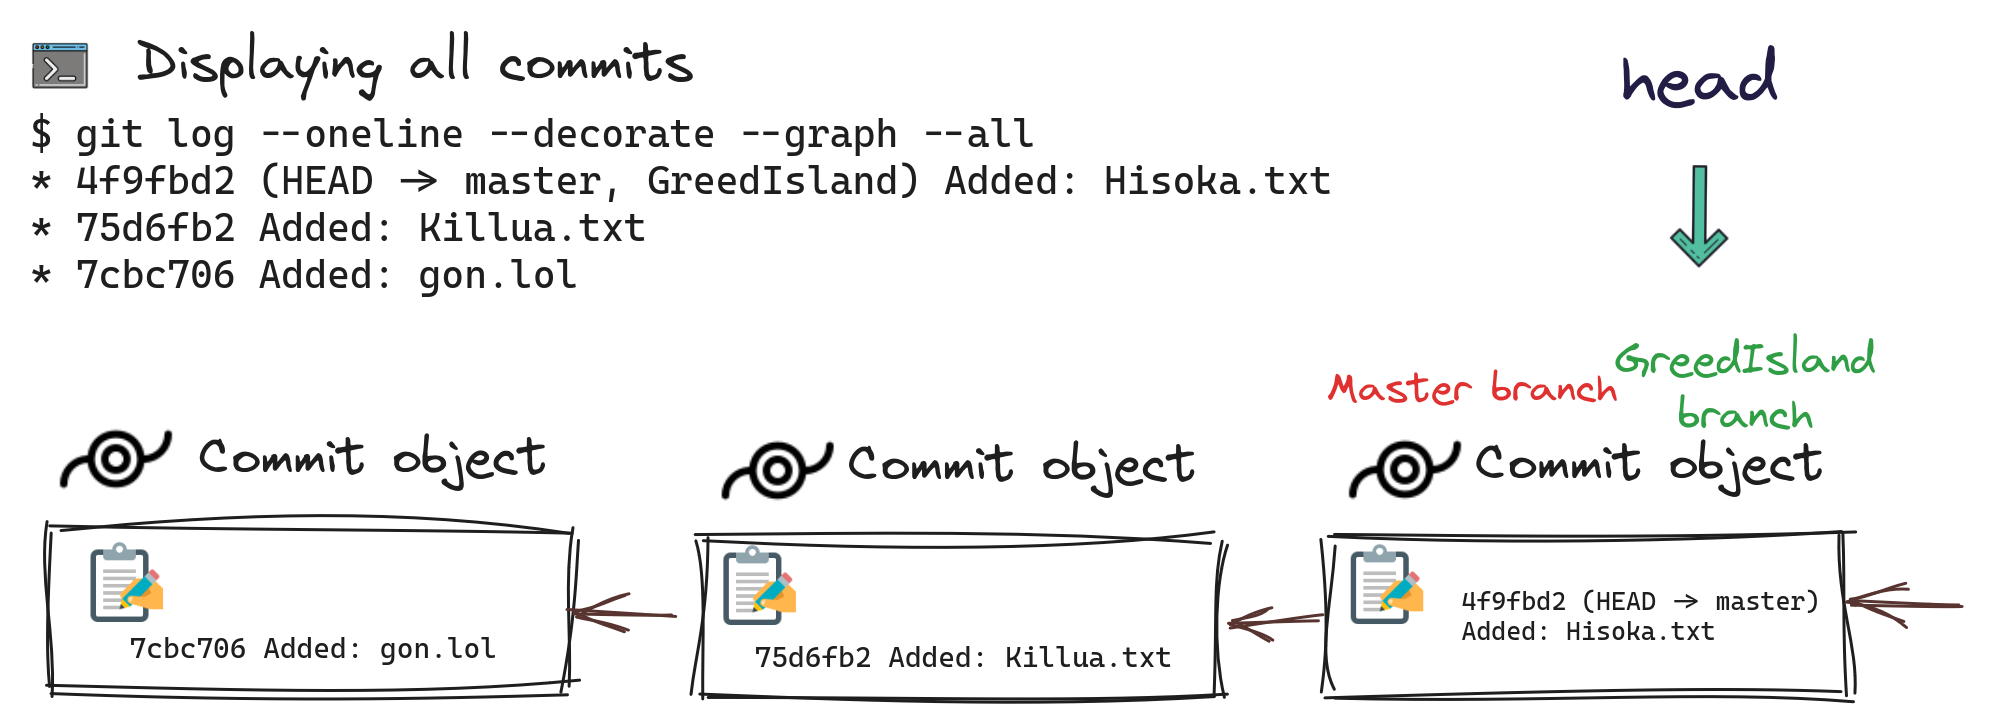 Displaying all commits
head
$ git log --oneline --decorate --graph --all
* 4f9fbd2 (HEAD -> master, GreedIsland) Added: Hisoka.txt
* 75d6fb2 Added: Killua.txt
* 7cbc706 Added: gon.lol
Master branch
GreedIsland
branch
Commit object
Commit object
Commit object
7cbc706 Added: gon.lol
75d6fb2 Added: Killua.txt
4f9fbd2 (HEAD -> master)
Added: Hisoka.txt